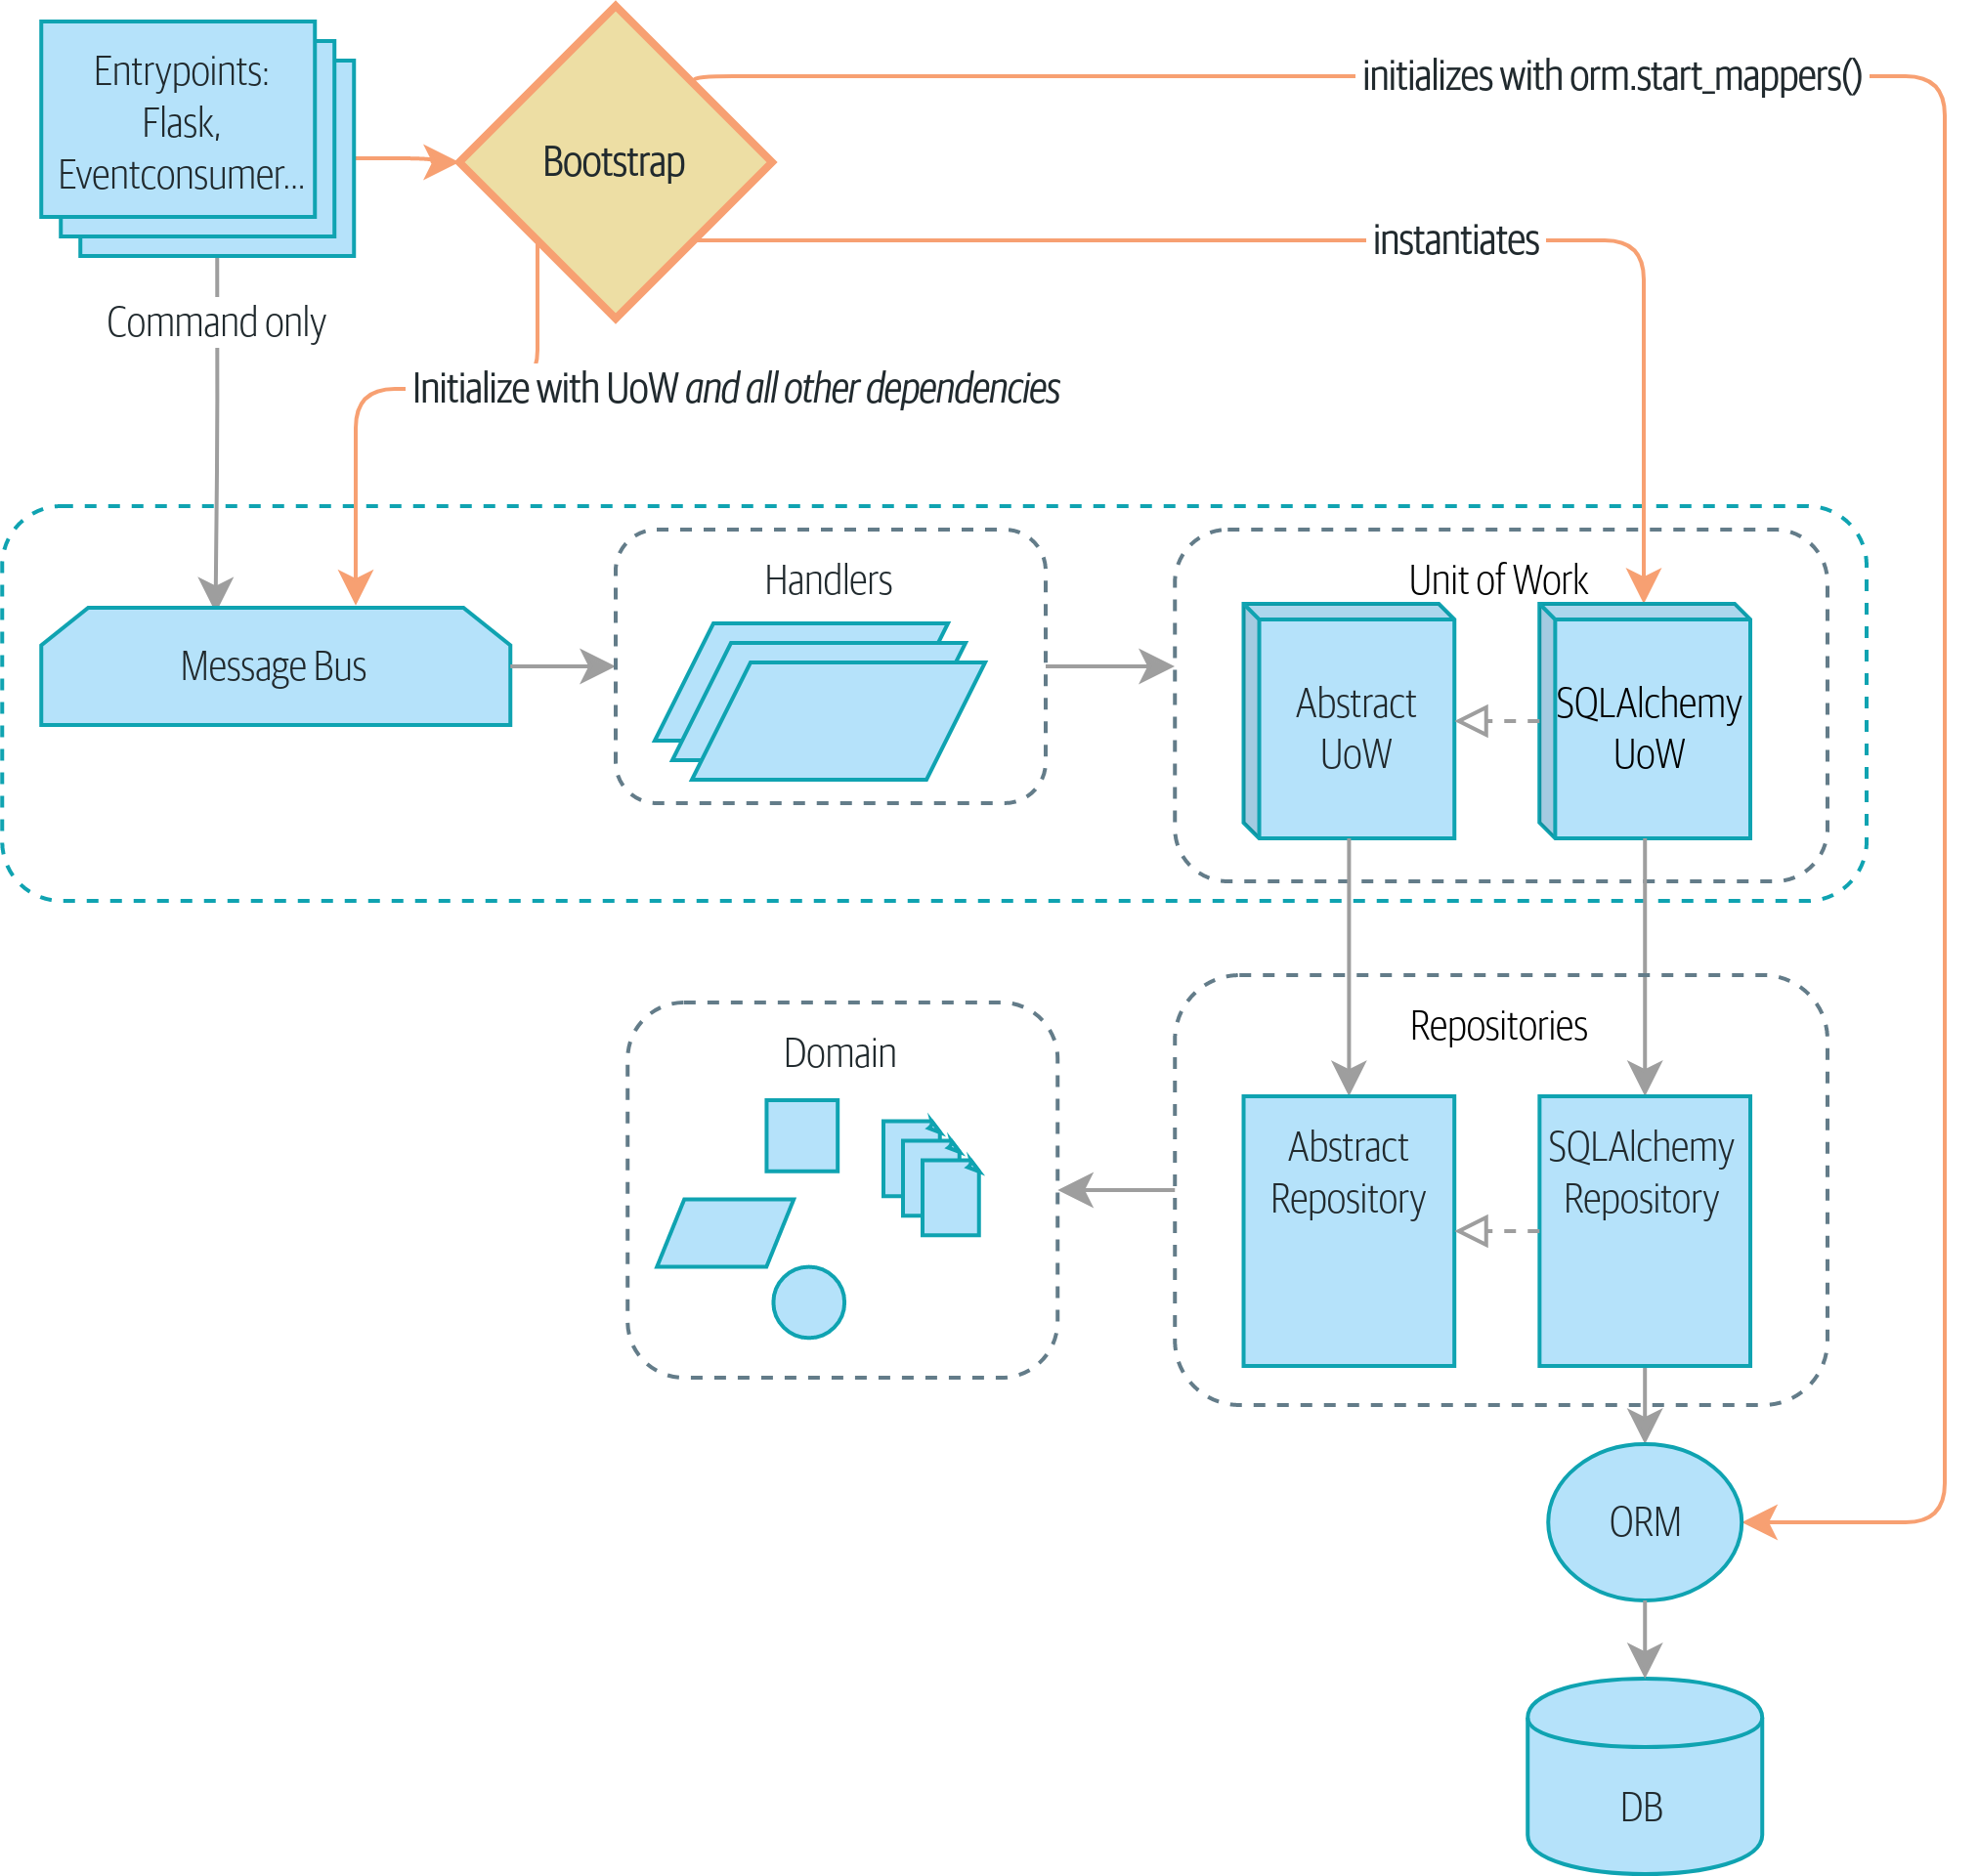 Entrypoints:
Flask,
Eventconsumer...
Bootstrap
initializes with orm.start_mappers()
instantiates
Command only
Initialize with UoW and all other dependencies
Handlers
Unit of Work
Message Bus
Abstract
UoW
SQLAlchemy
UoW
Domain
Repositories
Abstract
Repository
SQLAlchemy
Repository
ORM
DB